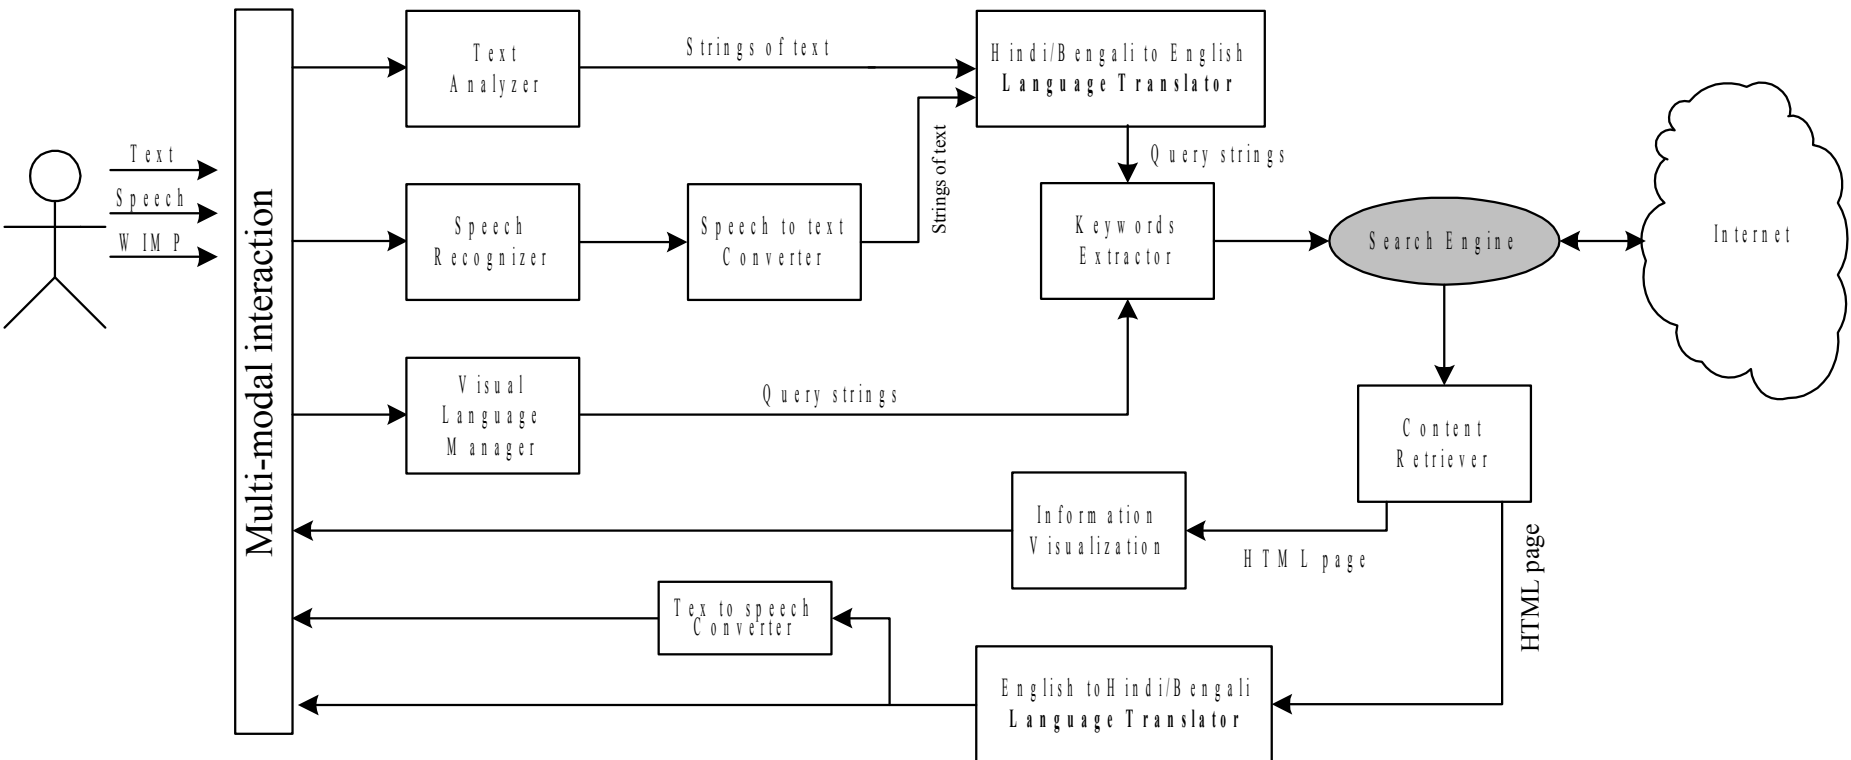 Text
Analyzer
Strings of text
Hindi/Bengali to English
Language Translator
Text
Speech
WIMP
Multi-modal interaction
Strings of text
Query strings
Speech
Recognizer
Speech to text
Converter
Keywords
Extractor
Search Engine
Internet
Visual
Language
Manager
Query strings
Content
Retriever
Information
Visualization
HTML page
HTML page
Tex to speech
Converter
English to Hindi/Bengali
Language Translator